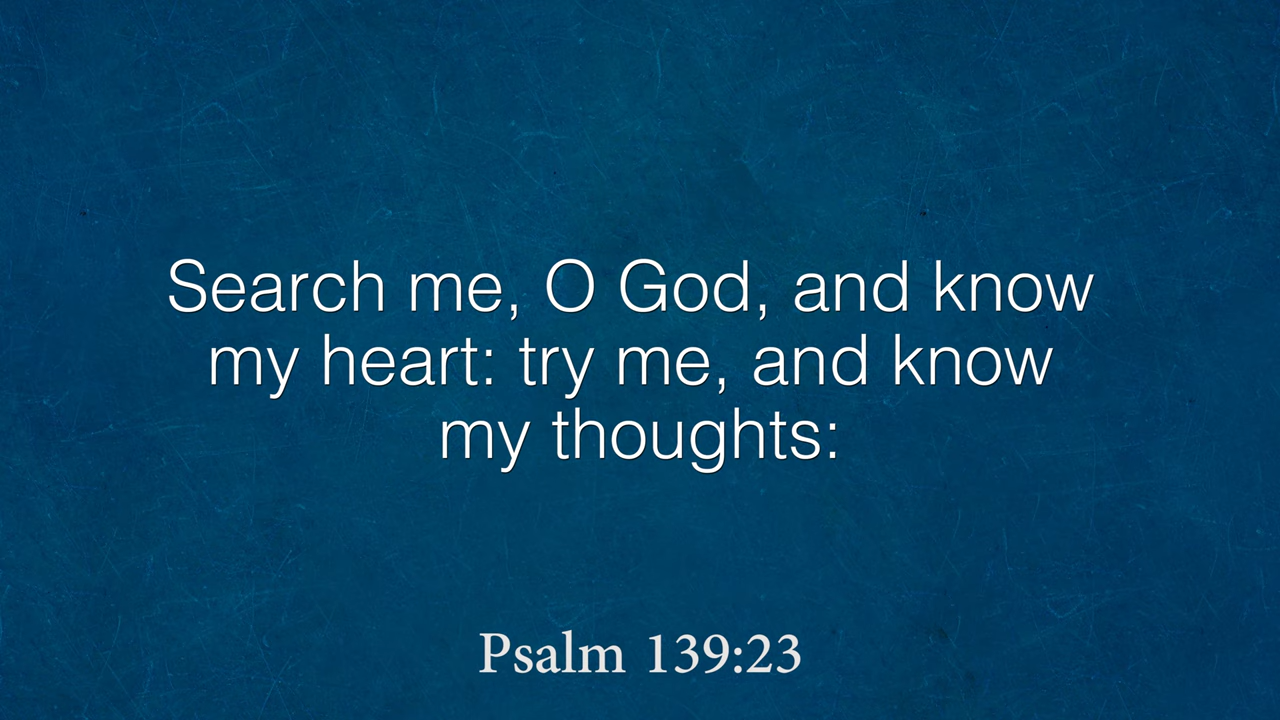 Search me, O God, and know
my heart: try me, and know
my thoughts:
Psalm 139:23